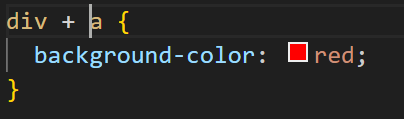 div + a {
background-color: red;
}